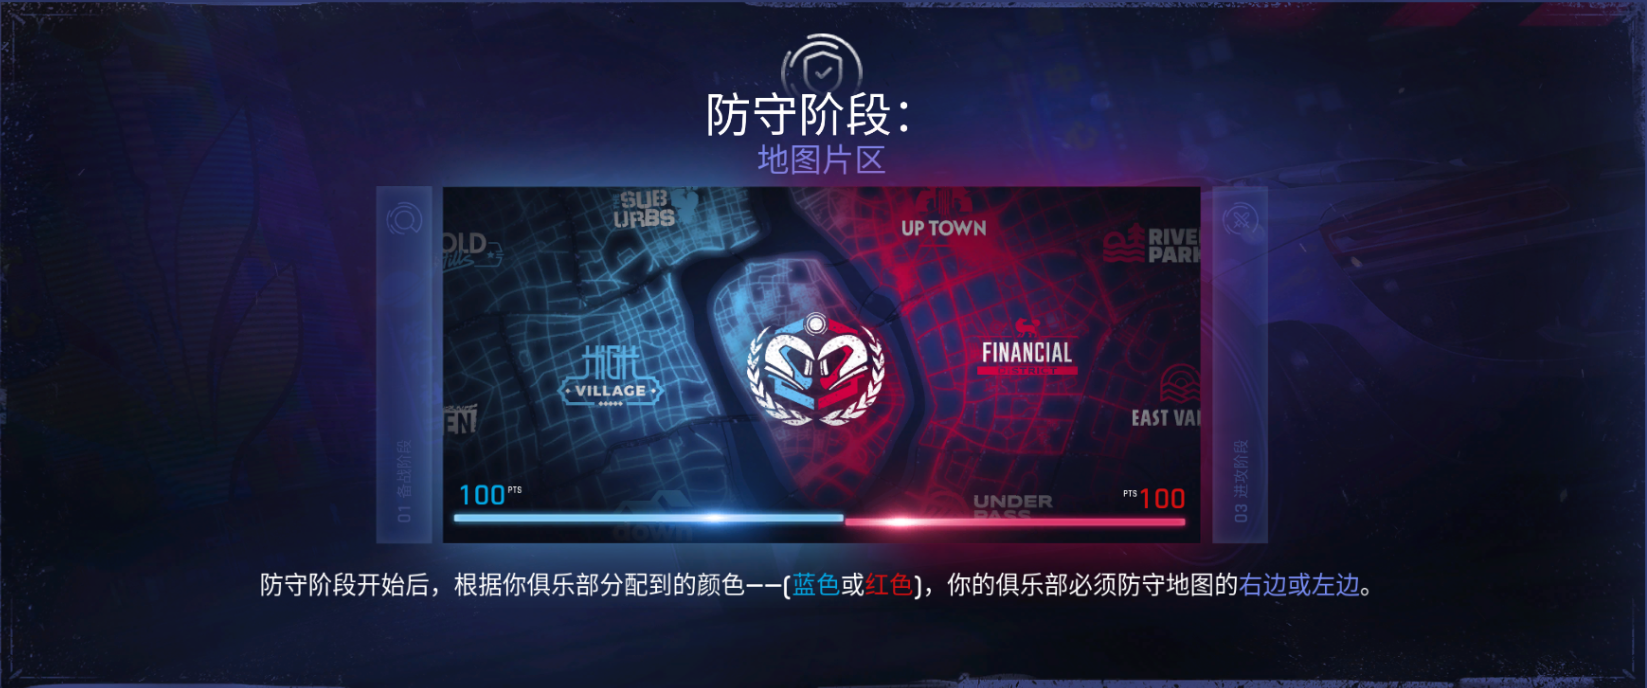 防守阶段：
地图片区
SUB
URBS
UP TOWN
OLD
RIVE
PARK
HIGH
VILLAGE
FINANCIAL
DISTRICT
EN
EAST VAL
01 备战阶段
03 进攻阶段
100 PTS
PTS 100
UNDER
PASS
down
防守阶段开始后，根据你俱乐部分配到的颜色——(蓝色或红色)，你的俱乐部必须防守地图的右边或左边。